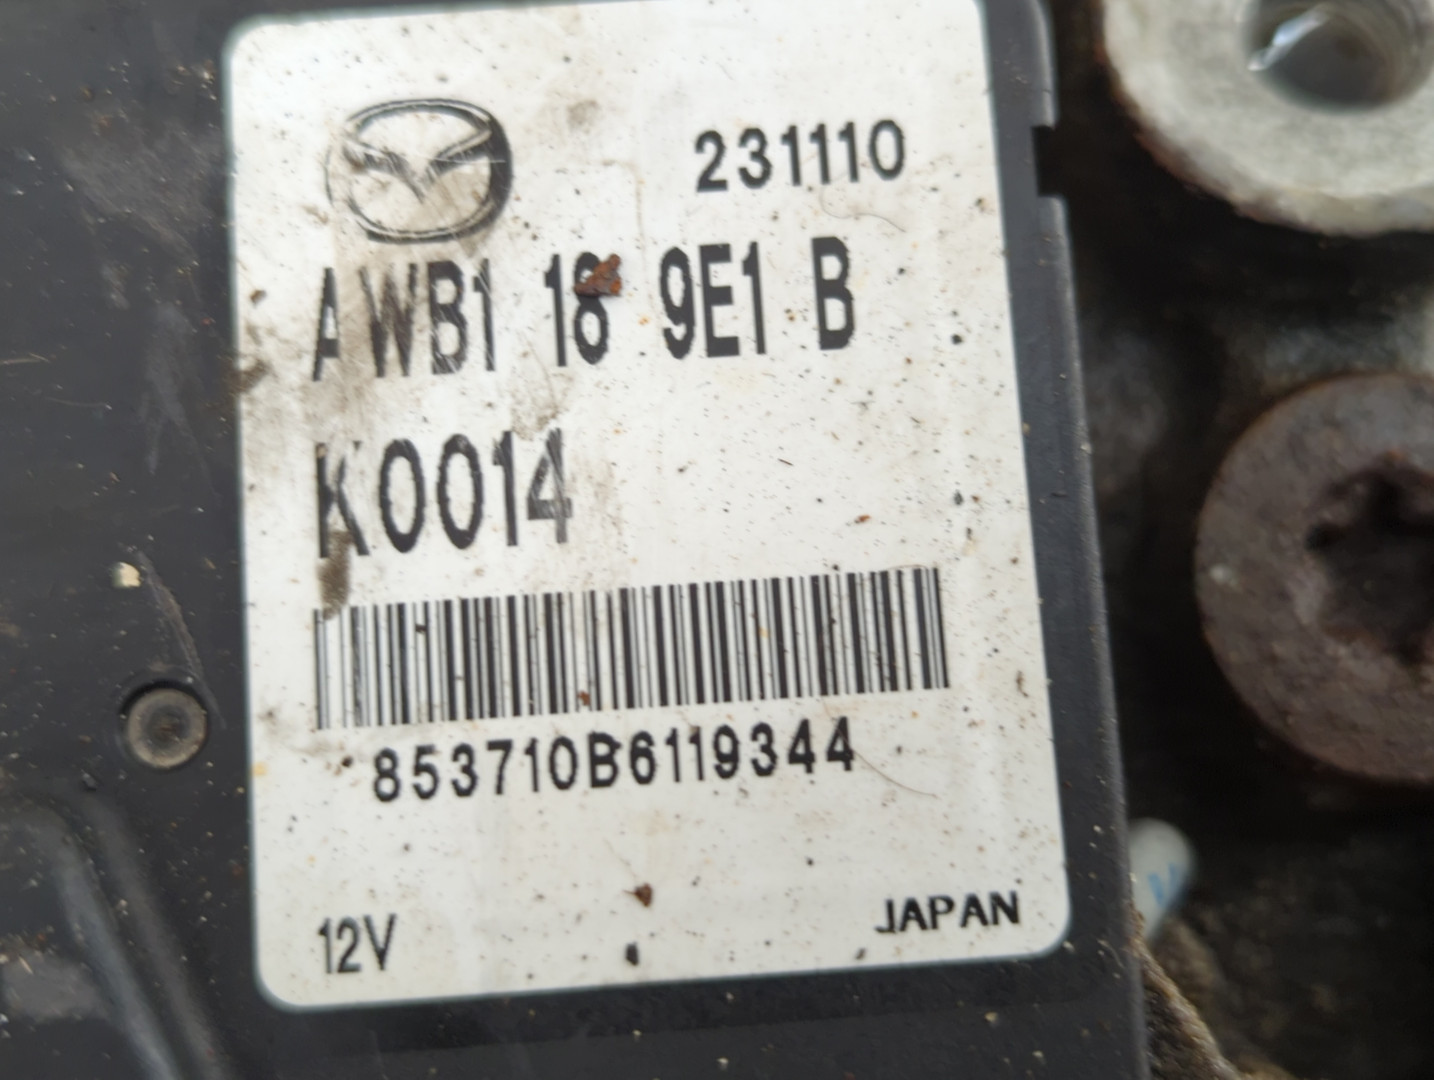 231110
AWB1 18 9E1 B
K0014
853710B6119344
12V
JAPAN